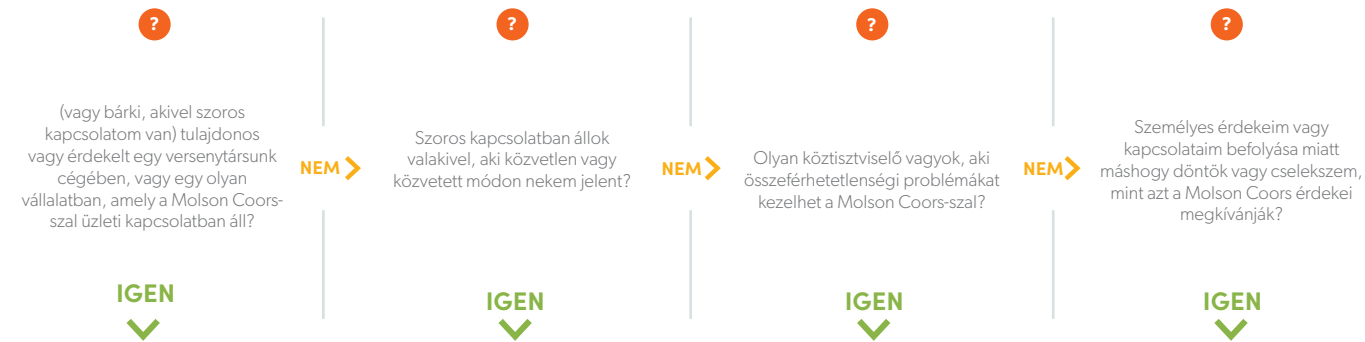 ?
(vagy bárki, akivel szoros
kapcsolatom van) tulajdonos
vagy érdekelt egy versenytársunk
cégében, vagy egy olyan
vállalatban, amely a Molson Coors-
szal üzleti kapcsolatban áll?
IGEN
NEM
?
Szoros kapcsolatban állok
valakivel, aki közvetlen vagy
közvetett módon nekem jelent?
IGEN
NEM
?
Olyan köztisztviselő vagyok, aki
összeférhetetlenségi problémákat
kezelhet a Molson Coors-szal?
IGEN
NEM
?
Személyes érdekeim vagy
kapcsolataim befolyása miatt
máshogy döntök vagy cselekszem,
mint azt a Molson Coors érdekei
megkívánják?
IGEN